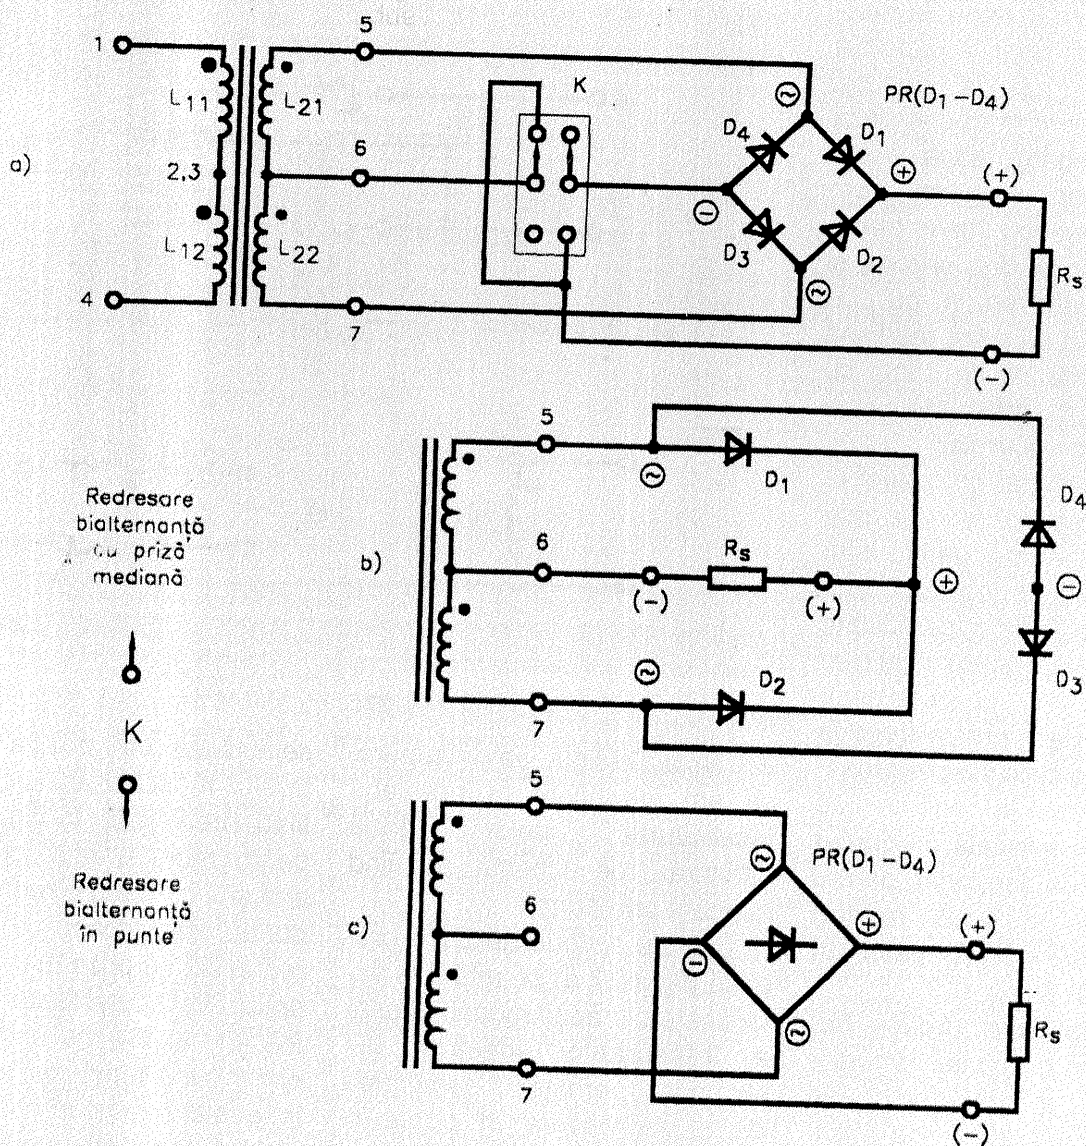 a)
1
5
L11
L21
K
PR(D1-D4)
~
D4
D1
2,3
6
-
+
(+)
L12
L22
D3
D2
Rs
4
7
~
(-)
Redresare
bialternanță
cu priză
mediană
K
Redresare
bialternanță
în punte
b)
5
~
D1
D4
6
Rs
(-)
(+)
+
-
~
D2
D3
7
c)
5
~
PR(D1-D4)
6
-
+
(+)
Rs
7
~
(-)